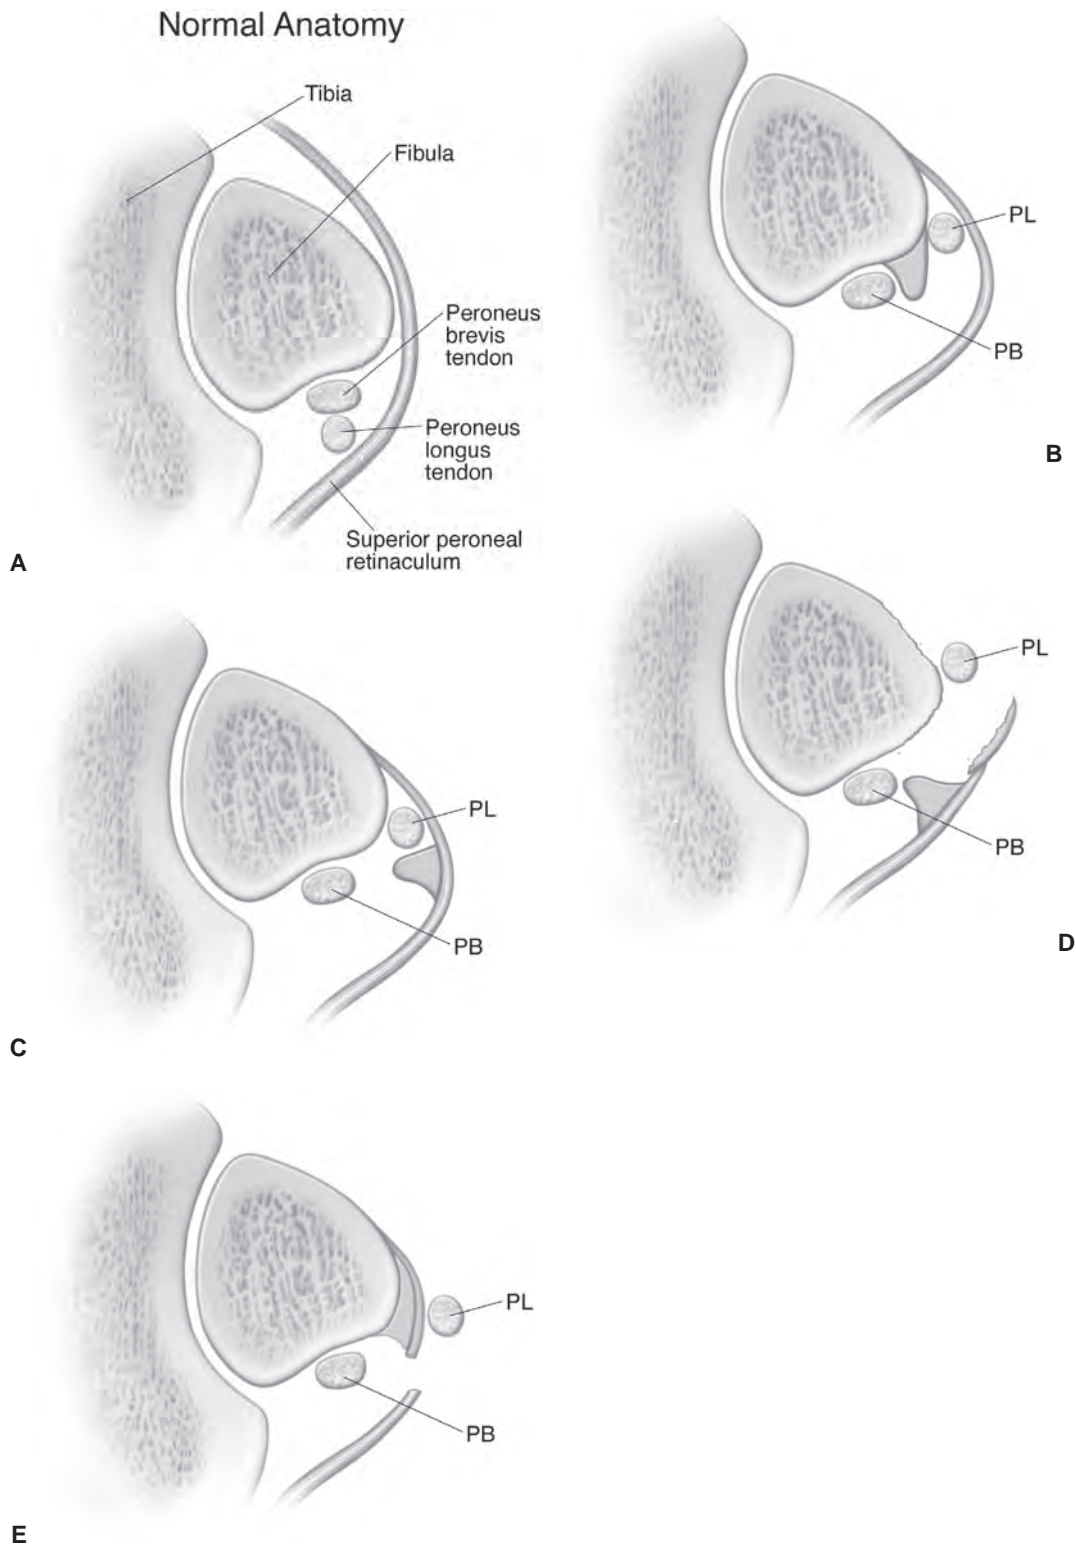 Normal Anatomy
Tibia
Fibula
Peroneus
brevis
tendon
Peroneus
longus
tendon
Superior peroneal
retinaculum
A
PL
PB
B
PL
PB
C
PL
PB
D
PL
PB
E